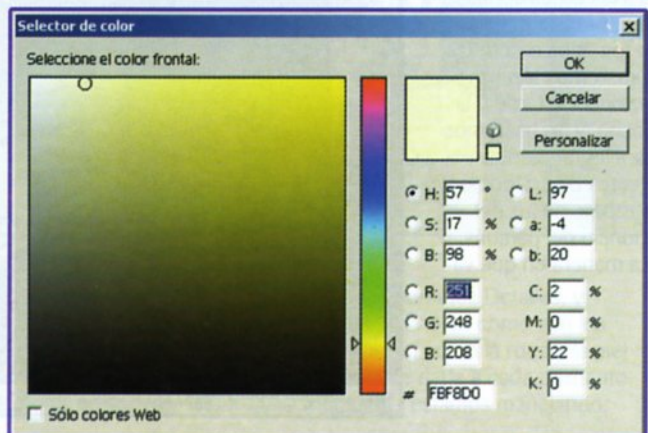 Selector de color
Seleccione el color frontal:
OK
Cancelar
Personalizar
H: 57 °
S: 17 %
B: 98 %
R: 251
G: 248
B: 208
# FBF8D0
L: 97
a: -4
b: 20
C: 2 %
M: 0 %
Y: 22 %
K: 0 %
Sólo colores Web